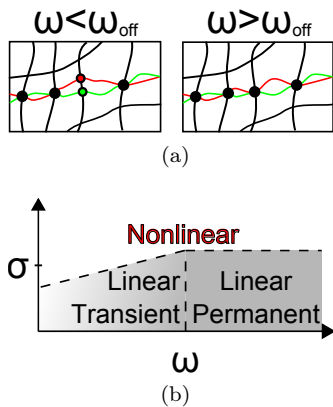 ω<ω_off ω>ω_off
(a)
Nonlinear
σ
Linear Linear
Transient Permanent
ω
(b)